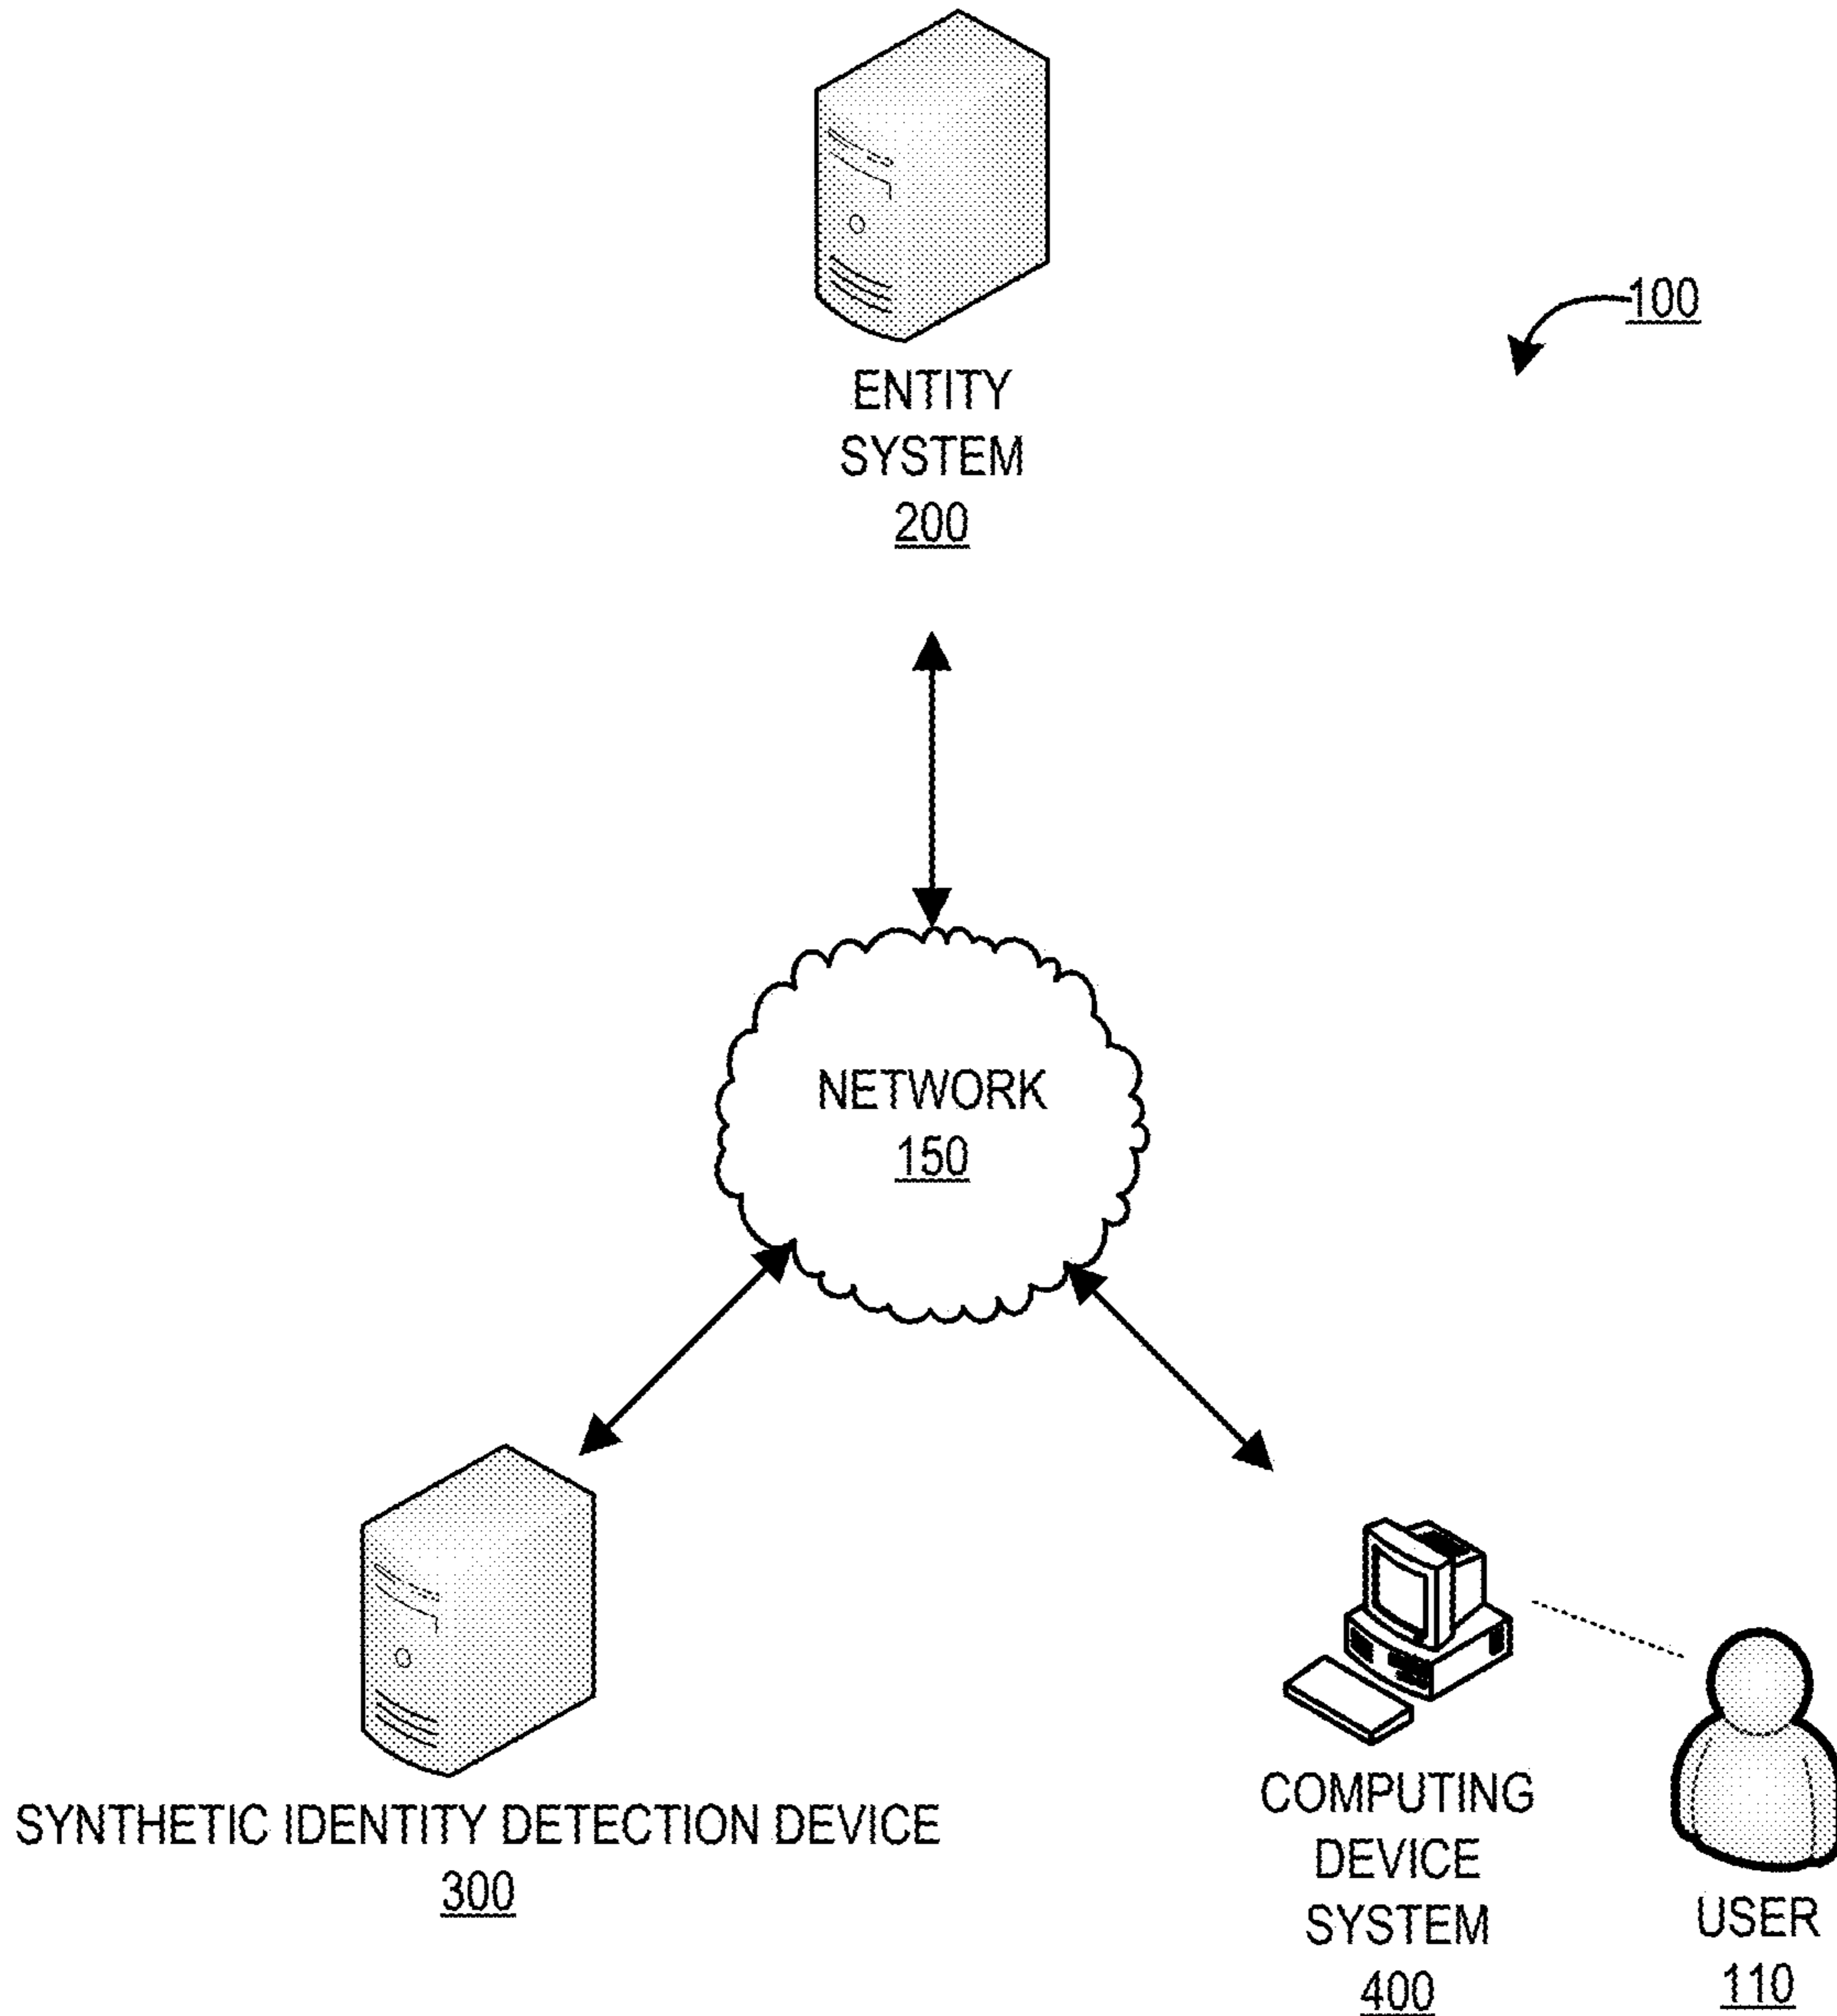 100
ENTITY
SYSTEM
200
NETWORK
150
SYNTHETIC IDENTITY DETECTION DEVICE
300
COMPUTING
DEVICE
SYSTEM
400
USER
110